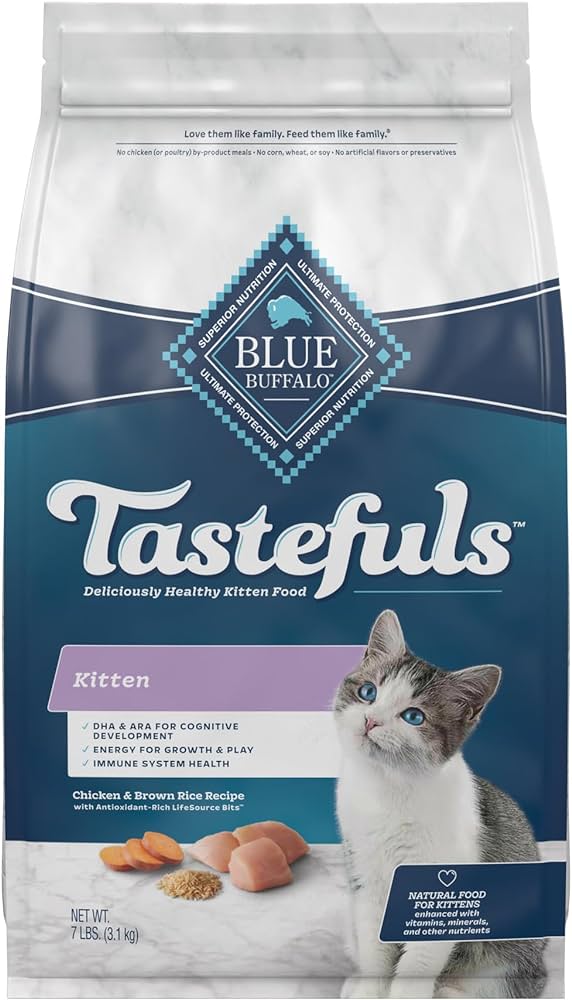 Love them like family. Feed them like family.®
No chicken (or poultry) by-product meals • No corn, wheat, or soy • No artificial flavors or preservatives
SUPERIOR NUTRITION
ULTIMATE PROTECTION
BLUE
BUFFALO™
ULTIMATE PROTECTION
SUPERIOR NUTRITION
Tastefuls™
Deliciously Healthy Kitten Food
Kitten
✓ DHA & ARA FOR COGNITIVE
DEVELOPMENT
✓ ENERGY FOR GROWTH & PLAY
✓ IMMUNE SYSTEM HEALTH
Chicken & Brown Rice Recipe
with Antioxidant-Rich LifeSource Bits™
NATURAL FOOD
FOR KITTENS
enhanced with
vitamins, minerals,
and other nutrients
NET WT.
7 LBS. (3.1 kg)